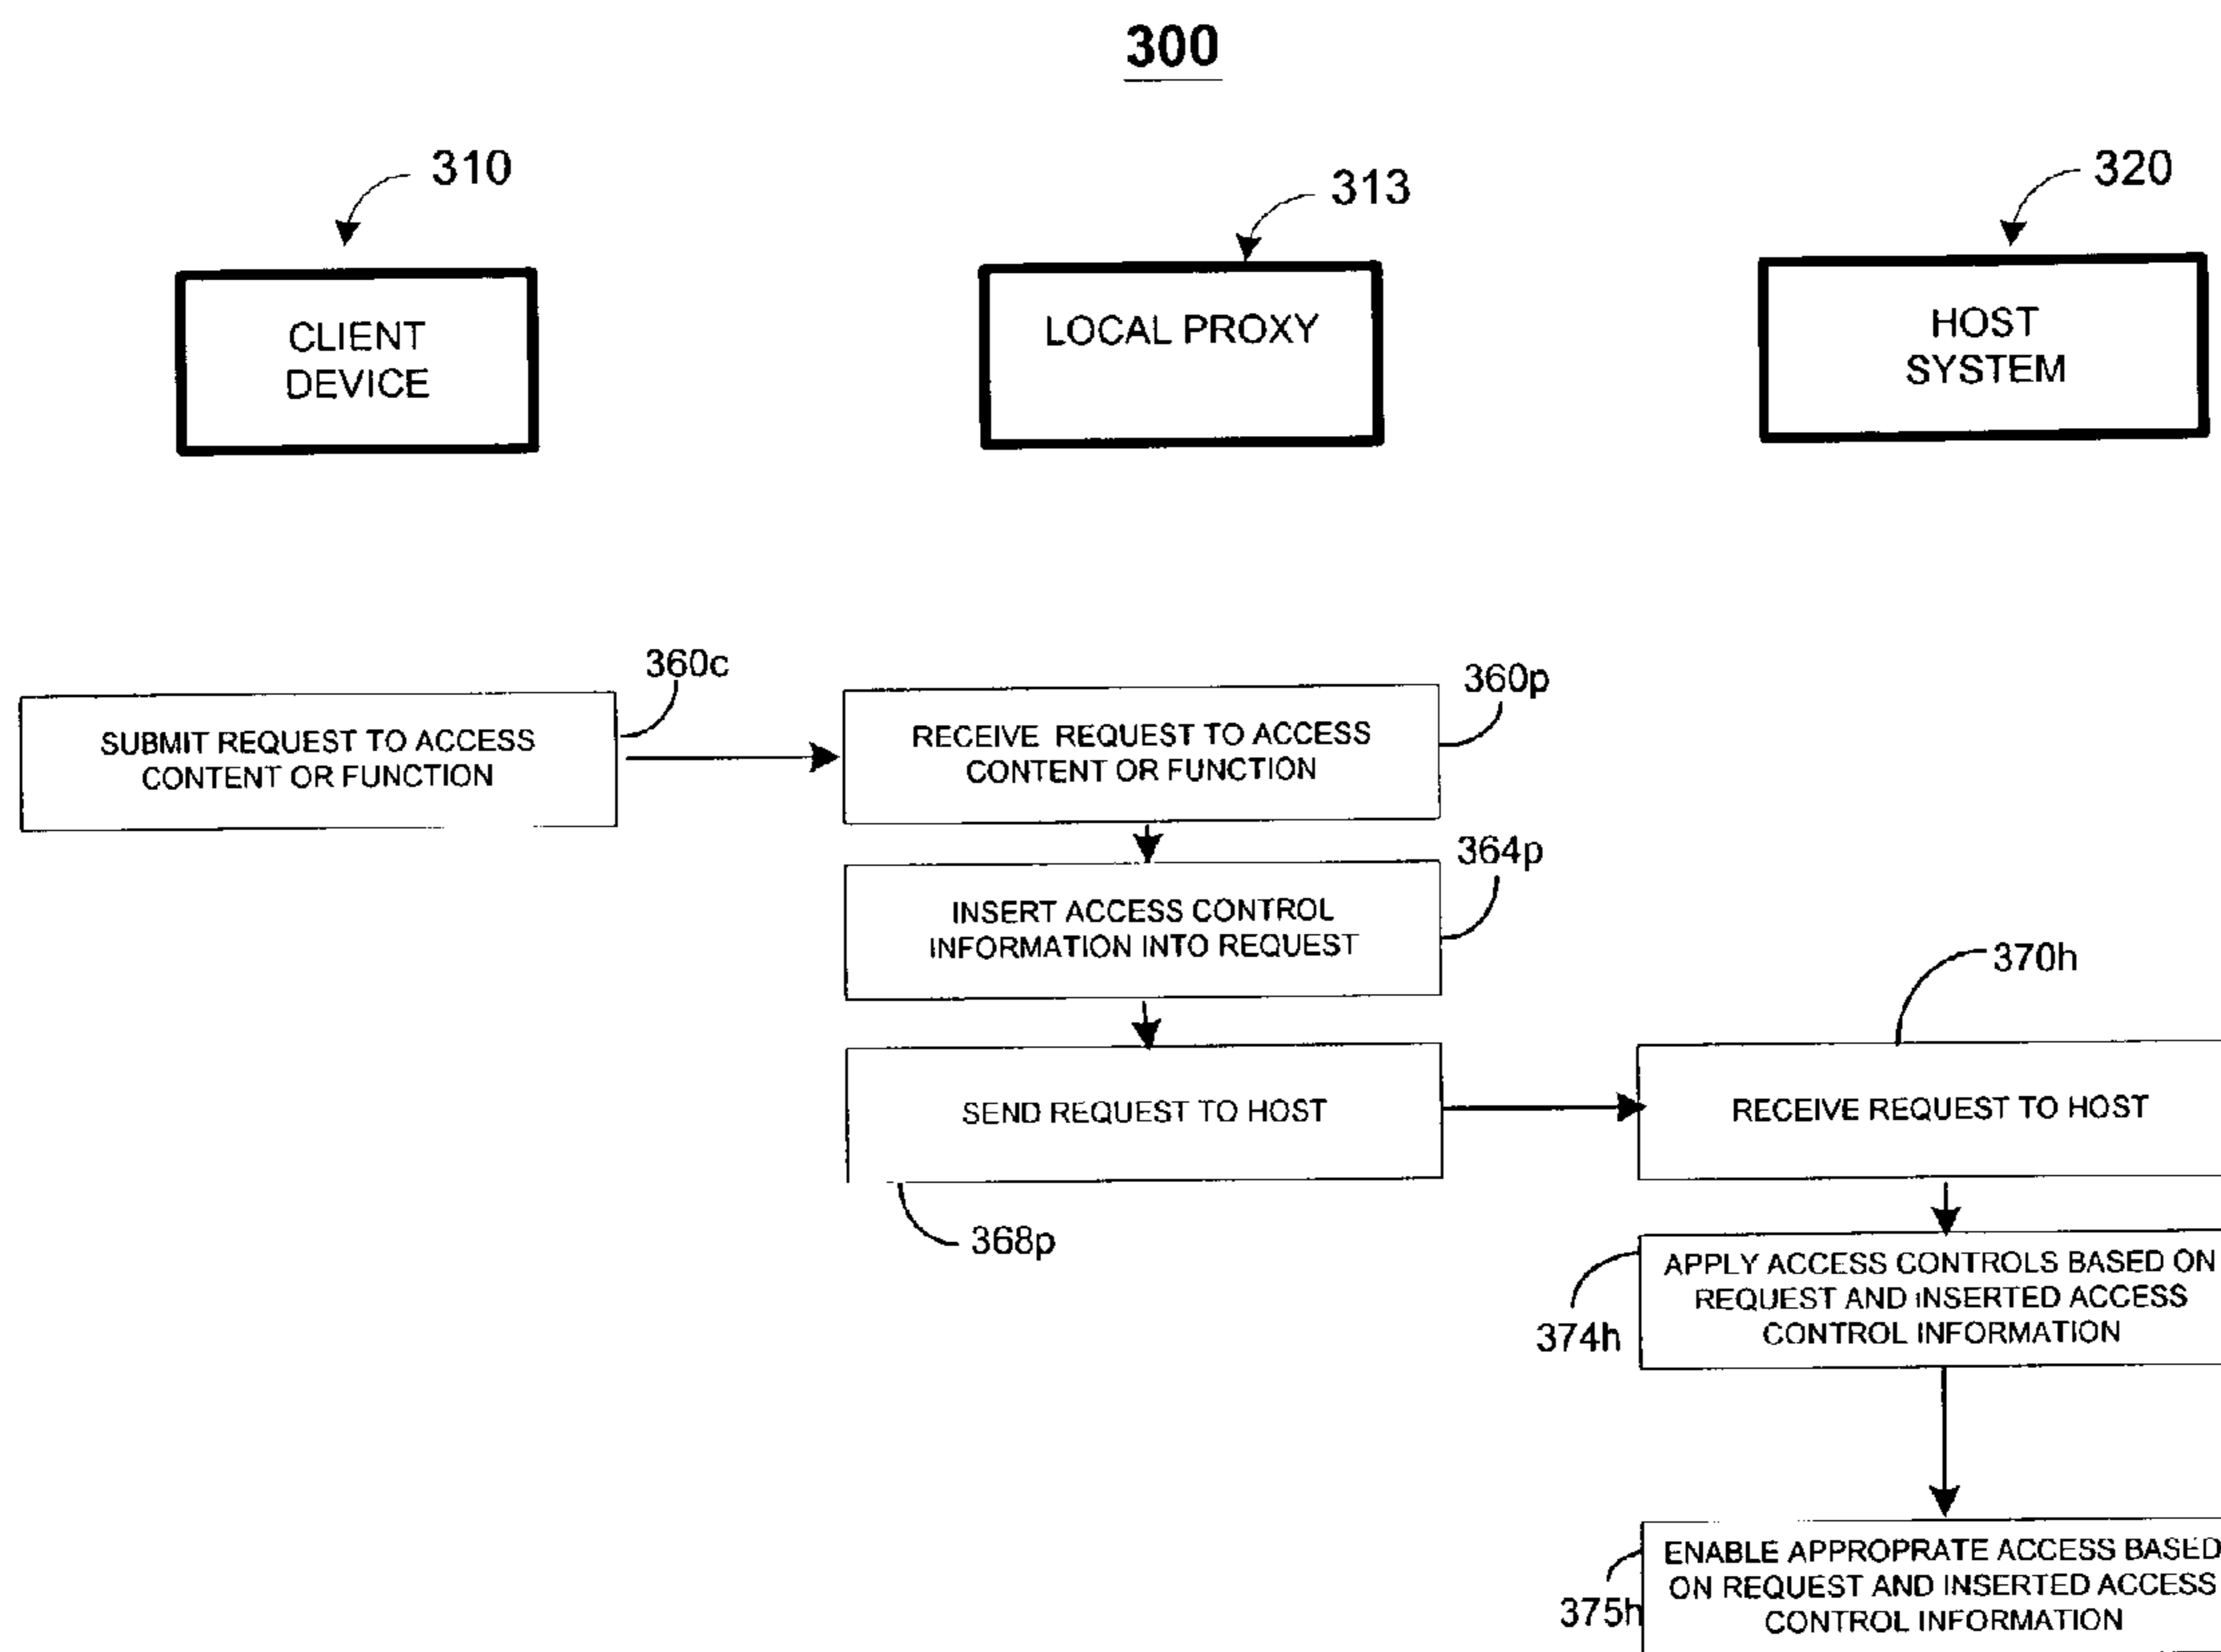 300
310
313
320
CLIENT
DEVICE
LOCAL PROXY
HOST
SYSTEM
360c
360p
SUBMIT REQUEST TO ACCESS
CONTENT OR FUNCTION
RECEIVE REQUEST TO ACCESS
CONTENT OR FUNCTION
364p
INSERT ACCESS CONTROL
INFORMATION INTO REQUEST
370h
SEND REQUEST TO HOST
RECEIVE REQUEST TO HOST
368p
APPLY ACCESS CONTROLS BASED ON
REQUEST AND INSERTED ACCESS
CONTROL INFORMATION
374h
ENABLE APPROPRATE ACCESS BASED
ON REQUEST AND INSERTED ACCESS
CONTROL INFORMATION
375h